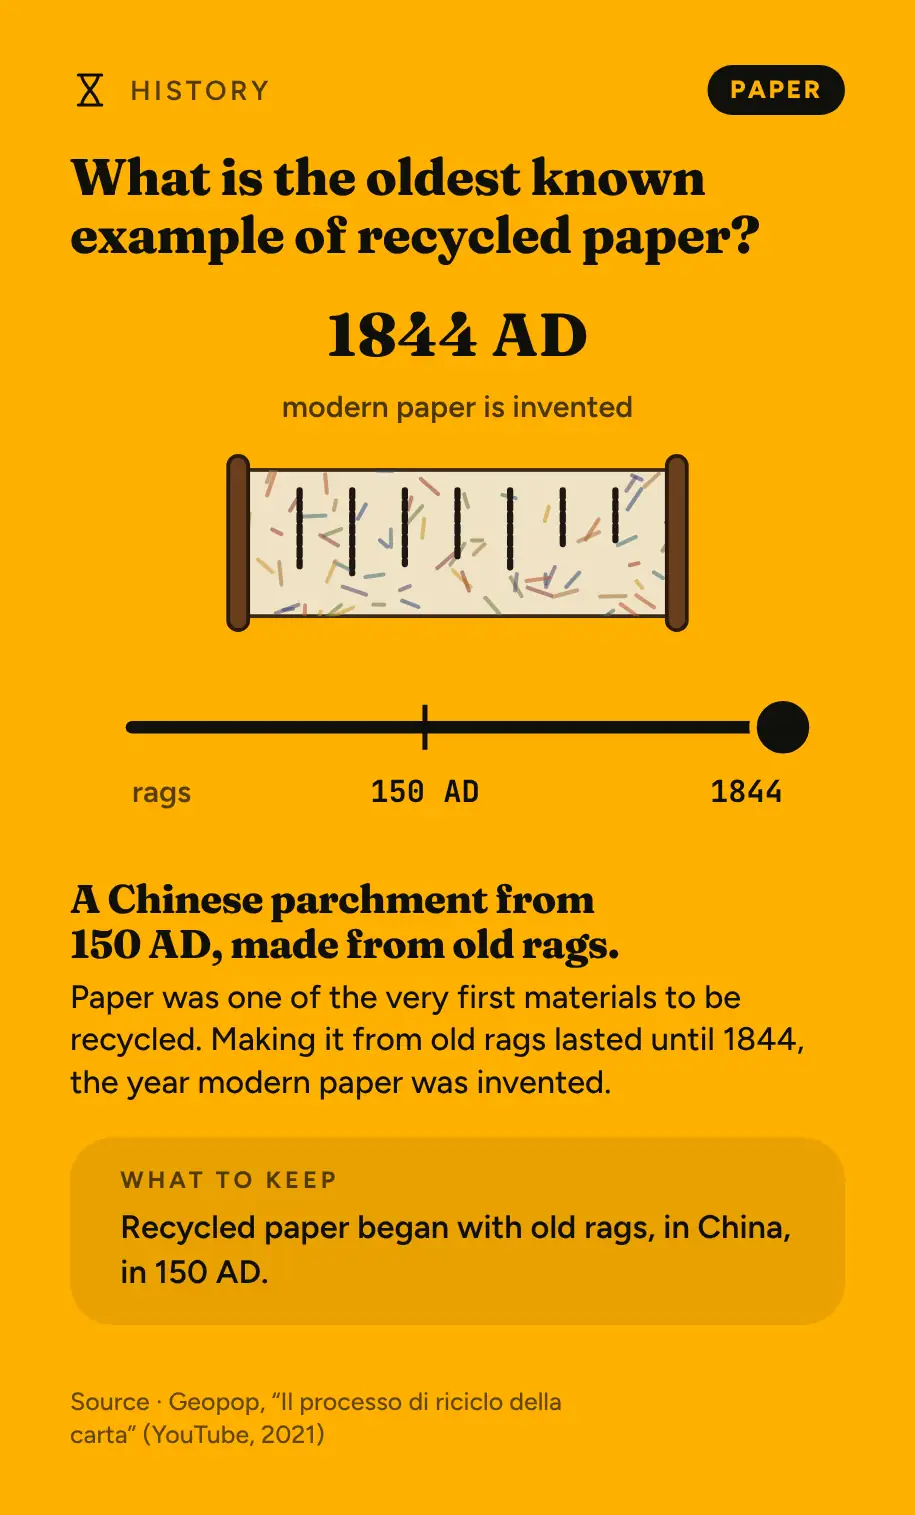 HISTORY
PAPER
What is the oldest known
example of recycled paper?
1844 AD
modern paper is invented
rags
150 AD
1844
A Chinese parchment from
150 AD, made from old rags.
Paper was one of the very first materials to be
recycled. Making it from old rags lasted until 1844,
the year modern paper was invented.
WHAT TO KEEP
Recycled paper began with old rags, in China,
in 150 AD.
Source · Geopop, “Il processo di riciclo della
carta” (YouTube, 2021)